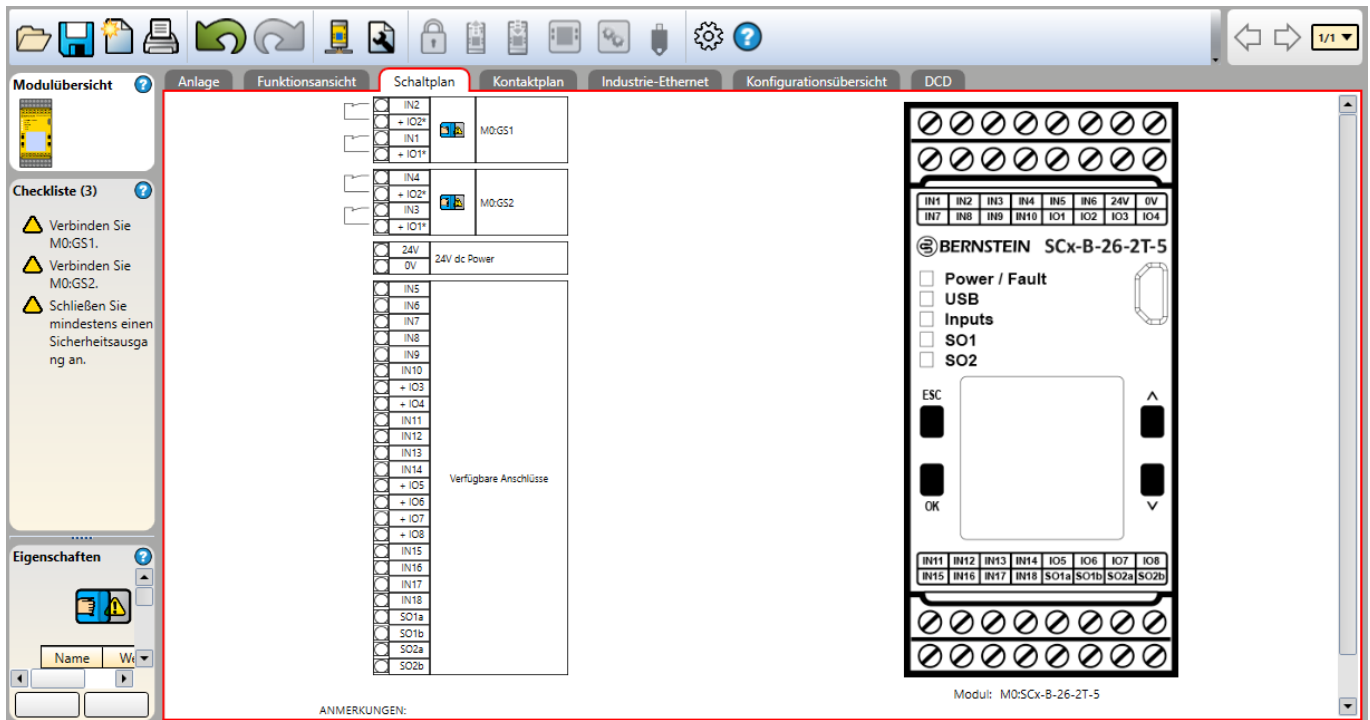 1/1
Modulübersicht
Anlage
Funktionsansicht
Schaltplan
Kontaktplan
Industrie-Ethernet
Konfigurationsübersicht
DCD
Checkliste (3)
Verbinden Sie
M0:GS1.
Verbinden Sie
M0:GS2.
Schließen Sie
mindestens einen
Sicherheitsausga
ng an.
Eigenschaften
Name
We
IN2
+ IO2*
IN1
+ IO1*
M0:GS1
IN4
+ IO2*
IN3
+ IO1*
M0:GS2
24V
0V
24V dc Power
IN5
IN6
IN7
IN8
IN9
IN10
+ IO3
+ IO4
IN11
IN12
IN13
IN14
+ IO5
+ IO6
+ IO7
+ IO8
IN15
IN16
IN17
IN18
SO1a
SO1b
SO2a
SO2b
Verfügbare Anschlüsse
ANMERKUNGEN:
IN1 IN2 IN3 IN4 IN5 IN6 24V 0V
IN7 IN8 IN9 IN10 IO1 IO2 IO3 IO4
BERNSTEIN SCx-B-26-2T-5
Power / Fault
USB
Inputs
SO1
SO2
ESC
OK
IN11 IN12 IN13 IN14 IO5 IO6 IO7 IO8
IN15 IN16 IN17 IN18 SO1a SO1b SO2a SO2b
Modul: M0:SCx-B-26-2T-5